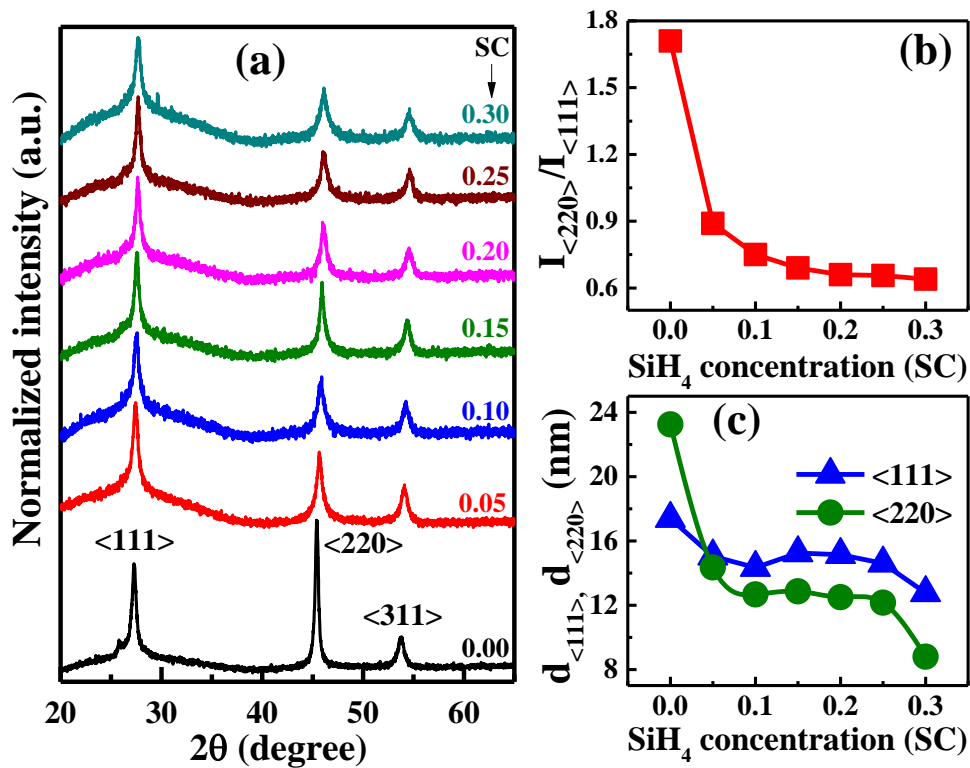 (a)
SC
0.30
0.25
0.20
0.15
0.10
0.05
<111>
<220>
<311>
0.00
Normalized intensity (a.u.)
20 30 40 50 60
2θ (degree)
(b)
1.8
1.5
1.2
0.9
0.6
I<220>/I<111>
0.0 0.1 0.2 0.3
SiH4 concentration (SC)
(c)
24
20
16
12
8
<111>
<220>
d<111>, d<220> (nm)
0.0 0.1 0.2 0.3
SiH4 concentration (SC)